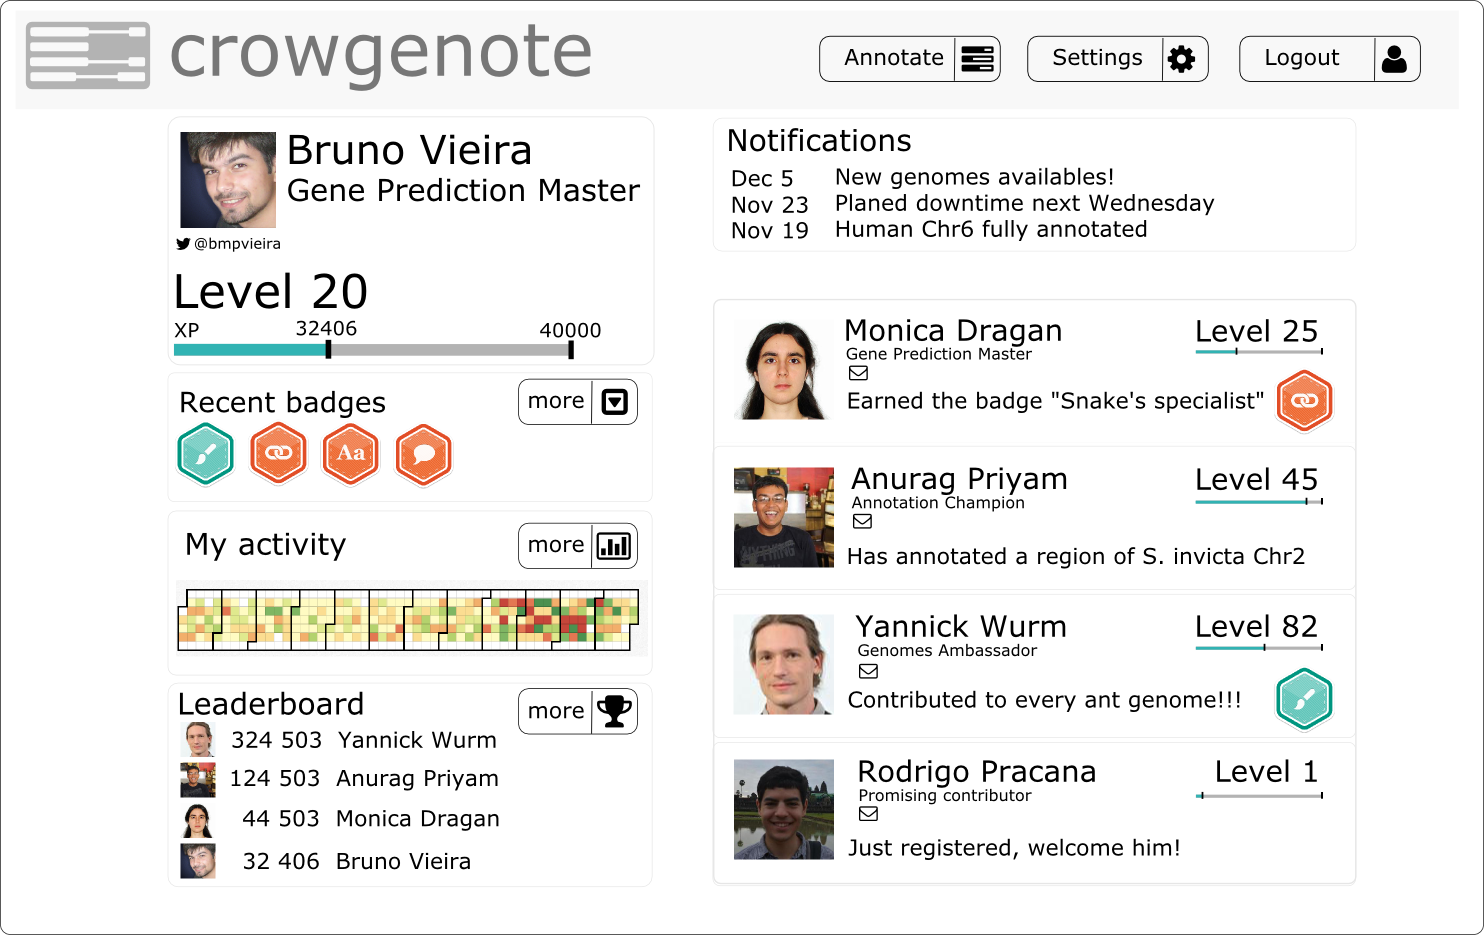 crowgenote
Annotate
Settings
Logout
Bruno Vieira
Gene Prediction Master
@bmpvieira
Level 20
XP
32406
40000
Recent badges
more
Aa
My activity
more
Leaderboard
more
324 503 Yannick Wurm
124 503 Anurag Priyam
44 503 Monica Dragan
32 406 Bruno Vieira
Notifications
Dec 5 New genomes availables!
Nov 23 Planed downtime next Wednesday
Nov 19 Human Chr6 fully annotated
Monica Dragan
Level 25
Gene Prediction Master
Earned the badge "Snake's specialist"
Anurag Priyam
Level 45
Annotation Champion
Has annotated a region of S. invicta Chr2
Yannick Wurm
Level 82
Genomes Ambassador
Contributed to every ant genome!!!
Rodrigo Pracana
Level 1
Promising contributor
Just registered, welcome him!